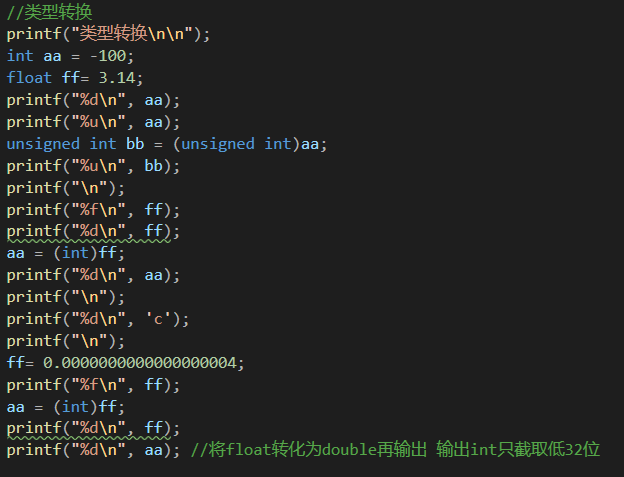 //类型转换
printf("类型转换\n\n");
int aa = -100;
float ff= 3.14;
printf("%d\n", aa);
printf("%u\n", aa);
unsigned int bb = (unsigned int)aa;
printf("%u\n", bb);
printf("\n");
printf("%f\n", ff);
printf("%d\n", ff);
aa = (int)ff;
printf("%d\n", aa);
printf("\n");
printf("%d\n", 'c');
printf("\n");
ff= 0.0000000000000000004;
printf("%f\n", ff);
aa = (int)ff;
printf("%d\n", ff);
printf("%d\n", aa); //将float转化为double再输出 输出int只截取低32位